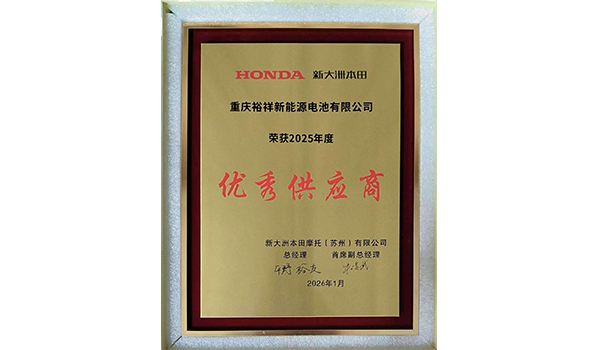 HONDA 新大洲本田
重庆裕祥新能源电池有限公司
荣获2025年度
优秀供应商
新大洲本田摩托（苏州）有限公司
总经理 首席副总经理
2026年1月